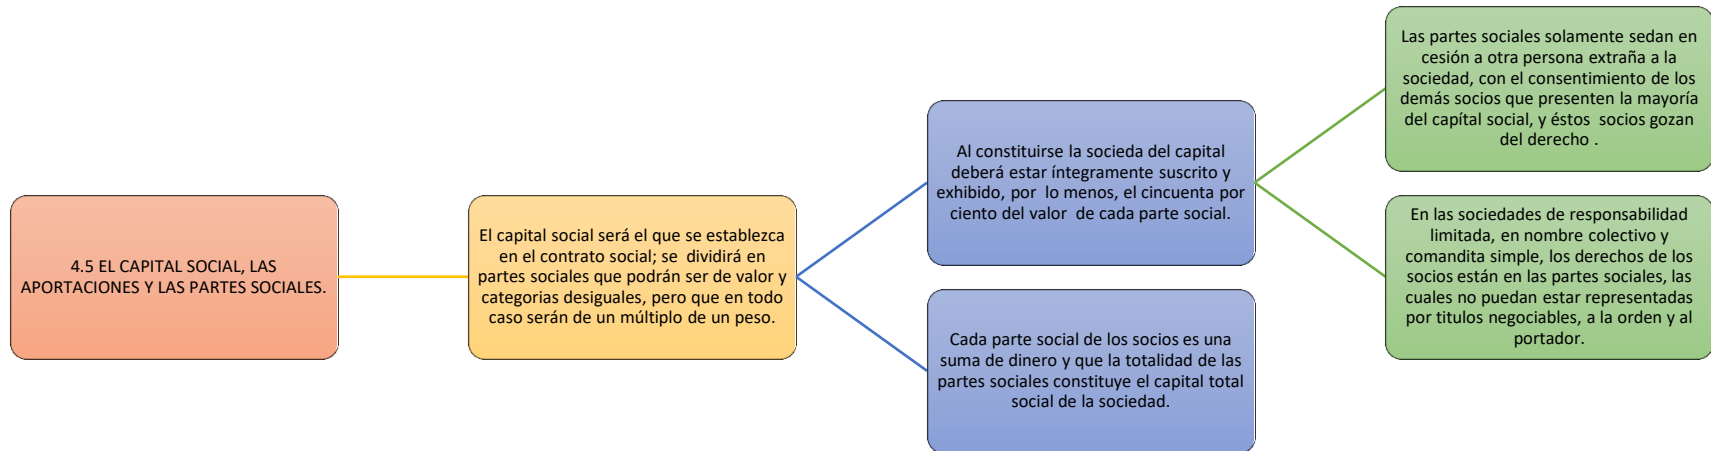 4.5 EL CAPITAL SOCIAL, LAS
APORTACIONES Y LAS PARTES SOCIALES.
El capital social será el que se establezca
en el contrato social; se dividirá en
partes sociales que podrán ser de valor y
categorias desiguales, pero que en todo
caso serán de un múltiplo de un peso.
Al constituirse la socieda del capital
deberá estar íntegramente suscrito y
exhibido, por lo menos, el cincuenta por
ciento del valor de cada parte social.
Cada parte social de los socios es una
suma de dinero y que la totalidad de las
partes sociales constituye el capital total
social de la sociedad.
Las partes sociales solamente sedan en
cesión a otra persona extraña a la
sociedad, con el consentimiento de los
demás socios que presenten la mayoría
del capítal social, y éstos socios gozan
del derecho .
En las sociedades de responsabilidad
limitada, en nombre colectivo y
comandita simple, los derechos de los
socios están en las partes sociales, las
cuales no puedan estar representadas
por titulos negociables, a la orden y al
portador.